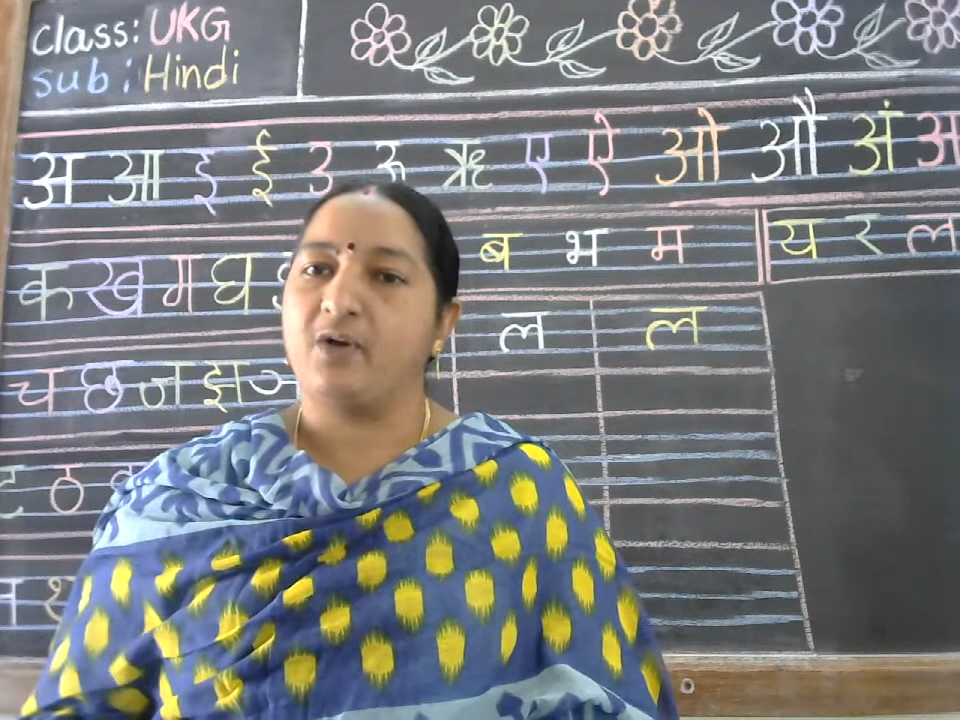 class: UKG
sub: Hindi
अ आ इ ई उ ऊ ऋ ए ऐ ओ औ अं
क ख ग घ ब भ म य र ल
ल ल
च छ ज झ
ट ठ